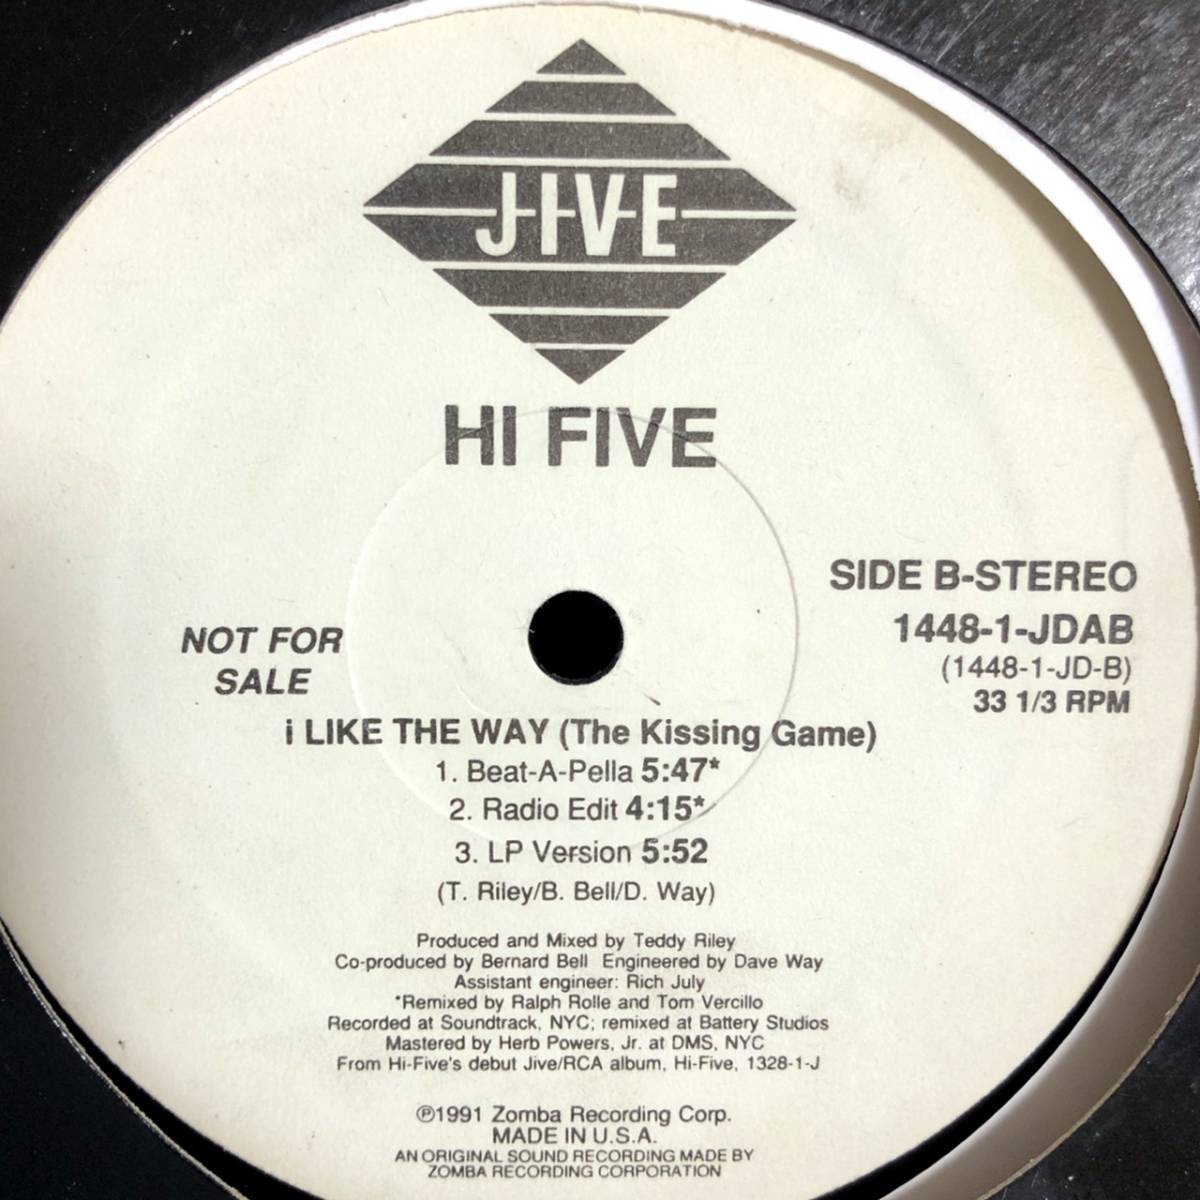 JIVE
HI FIVE
SIDE B-STEREO
1448-1-JDAB
(1448-1-JD-B)
33 1/3 RPM
NOT FOR
SALE
i LIKE THE WAY (The Kissing Game)
1. Beat-A-Pella 5:47*
2. Radio Edit 4:15*
3. LP Version 5:52
(T. Riley/B. Bell/D. Way)
Produced and Mixed by Teddy Riley
Co-produced by Bernard Bell Engineered by Dave Way
Assistant engineer: Rich July
*Remixed by Ralph Rolle and Tom Vercillo
Recorded at Soundtrack, NYC; remixed at Battery Studios
Mastered by Herb Powers, Jr. at DMS, NYC
From Hi-Five's debut Jive/RCA album, Hi-Five, 1328-1-J
℗1991 Zomba Recording Corp.
MADE IN U.S.A.
AN ORIGINAL SOUND RECORDING MADE BY
ZOMBA RECORDING CORPORATION